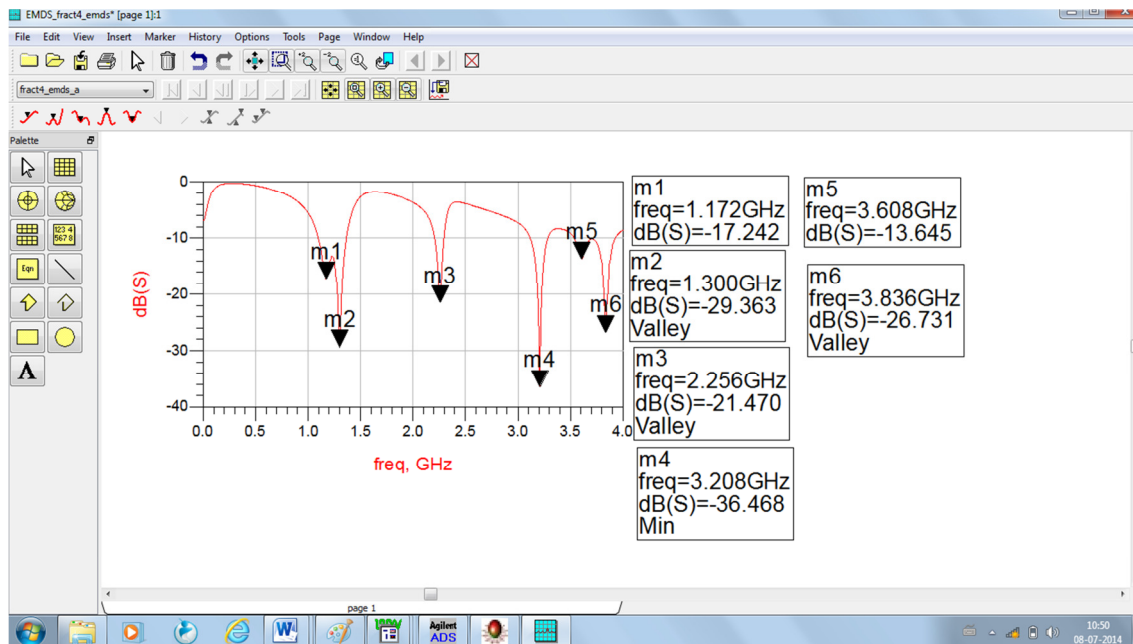 EMDS_fract4_emds* [page 1]:1
File Edit View Insert Marker History Options Tools Page Window Help
fract4_emds_a
Palette
123 4
567 8
Eqn
A
0
-10
-20
-30
-40
dB(S)
0.0 0.5 1.0 1.5 2.0 2.5 3.0 3.5 4.0
freq, GHz
m1
m2
m3
m4
m5
m6
m1
freq=1.172GHz
dB(S)=-17.242
m2
freq=1.300GHz
dB(S)=-29.363
Valley
m3
freq=2.256GHz
dB(S)=-21.470
Valley
m4
freq=3.208GHz
dB(S)=-36.468
Min
m5
freq=3.608GHz
dB(S)=-13.645
m6
freq=3.836GHz
dB(S)=-26.731
Valley
page 1
W
Agilent
ADS
10:50
08-07-2014